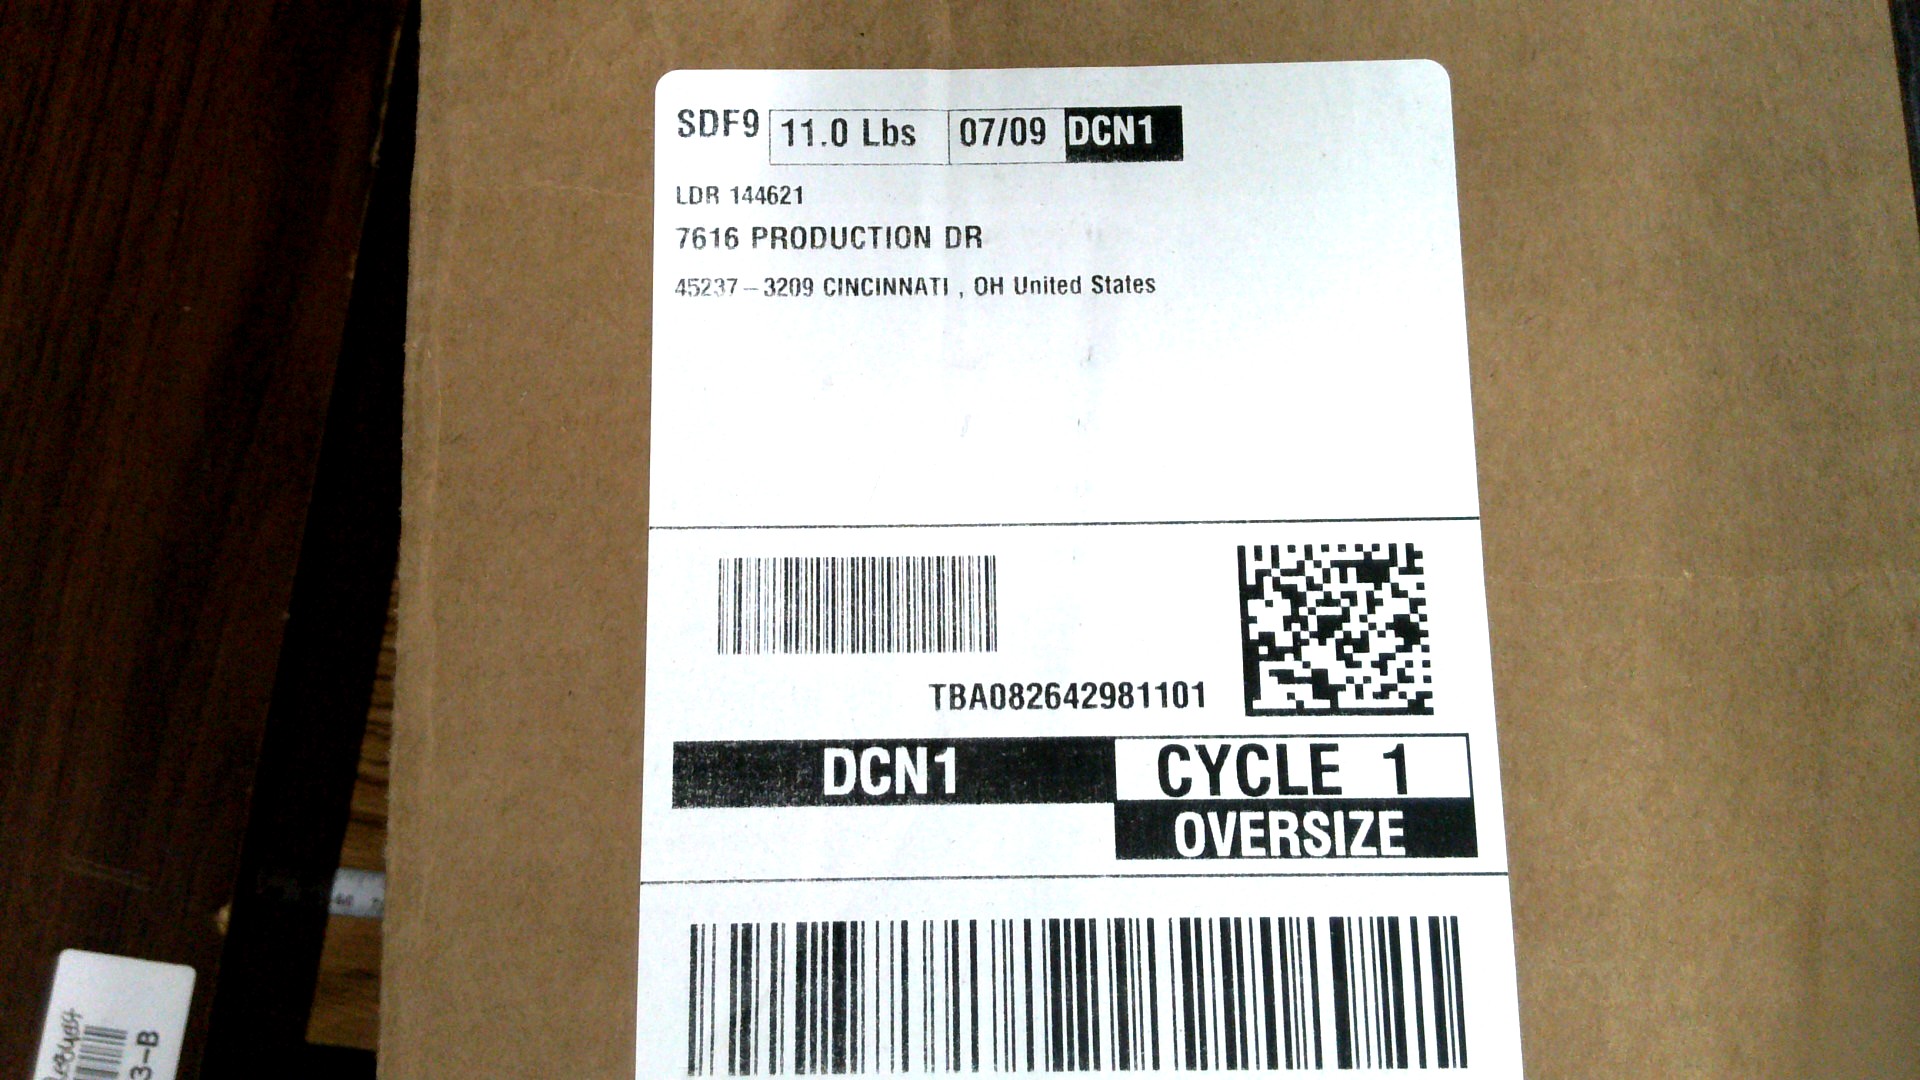 SDF9 11.0 Lbs 07/09 DCN1
LDR 144621
7616 PRODUCTION DR
45237-3209 CINCINNATI , OH United States
TBA082642981101
DCN1 CYCLE 1
OVERSIZE
3-B